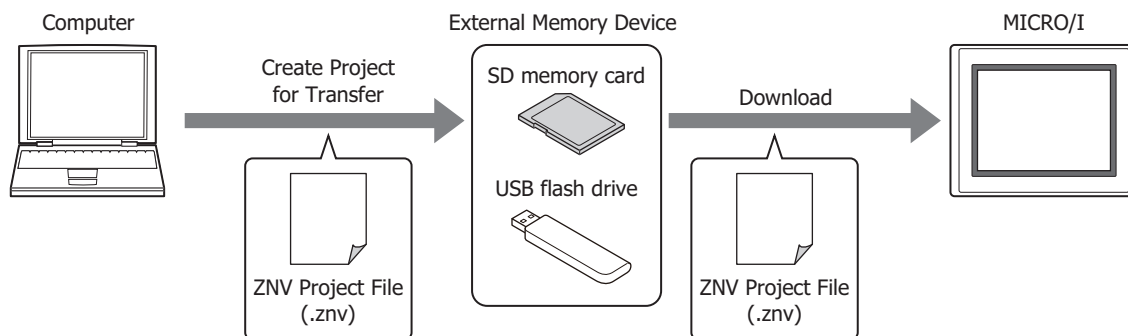 Computer
External Memory Device
MICRO/I
Create Project
for Transfer
SD memory card
Download
USB flash drive
ZNV Project File
(.znv)
ZNV Project File
(.znv)